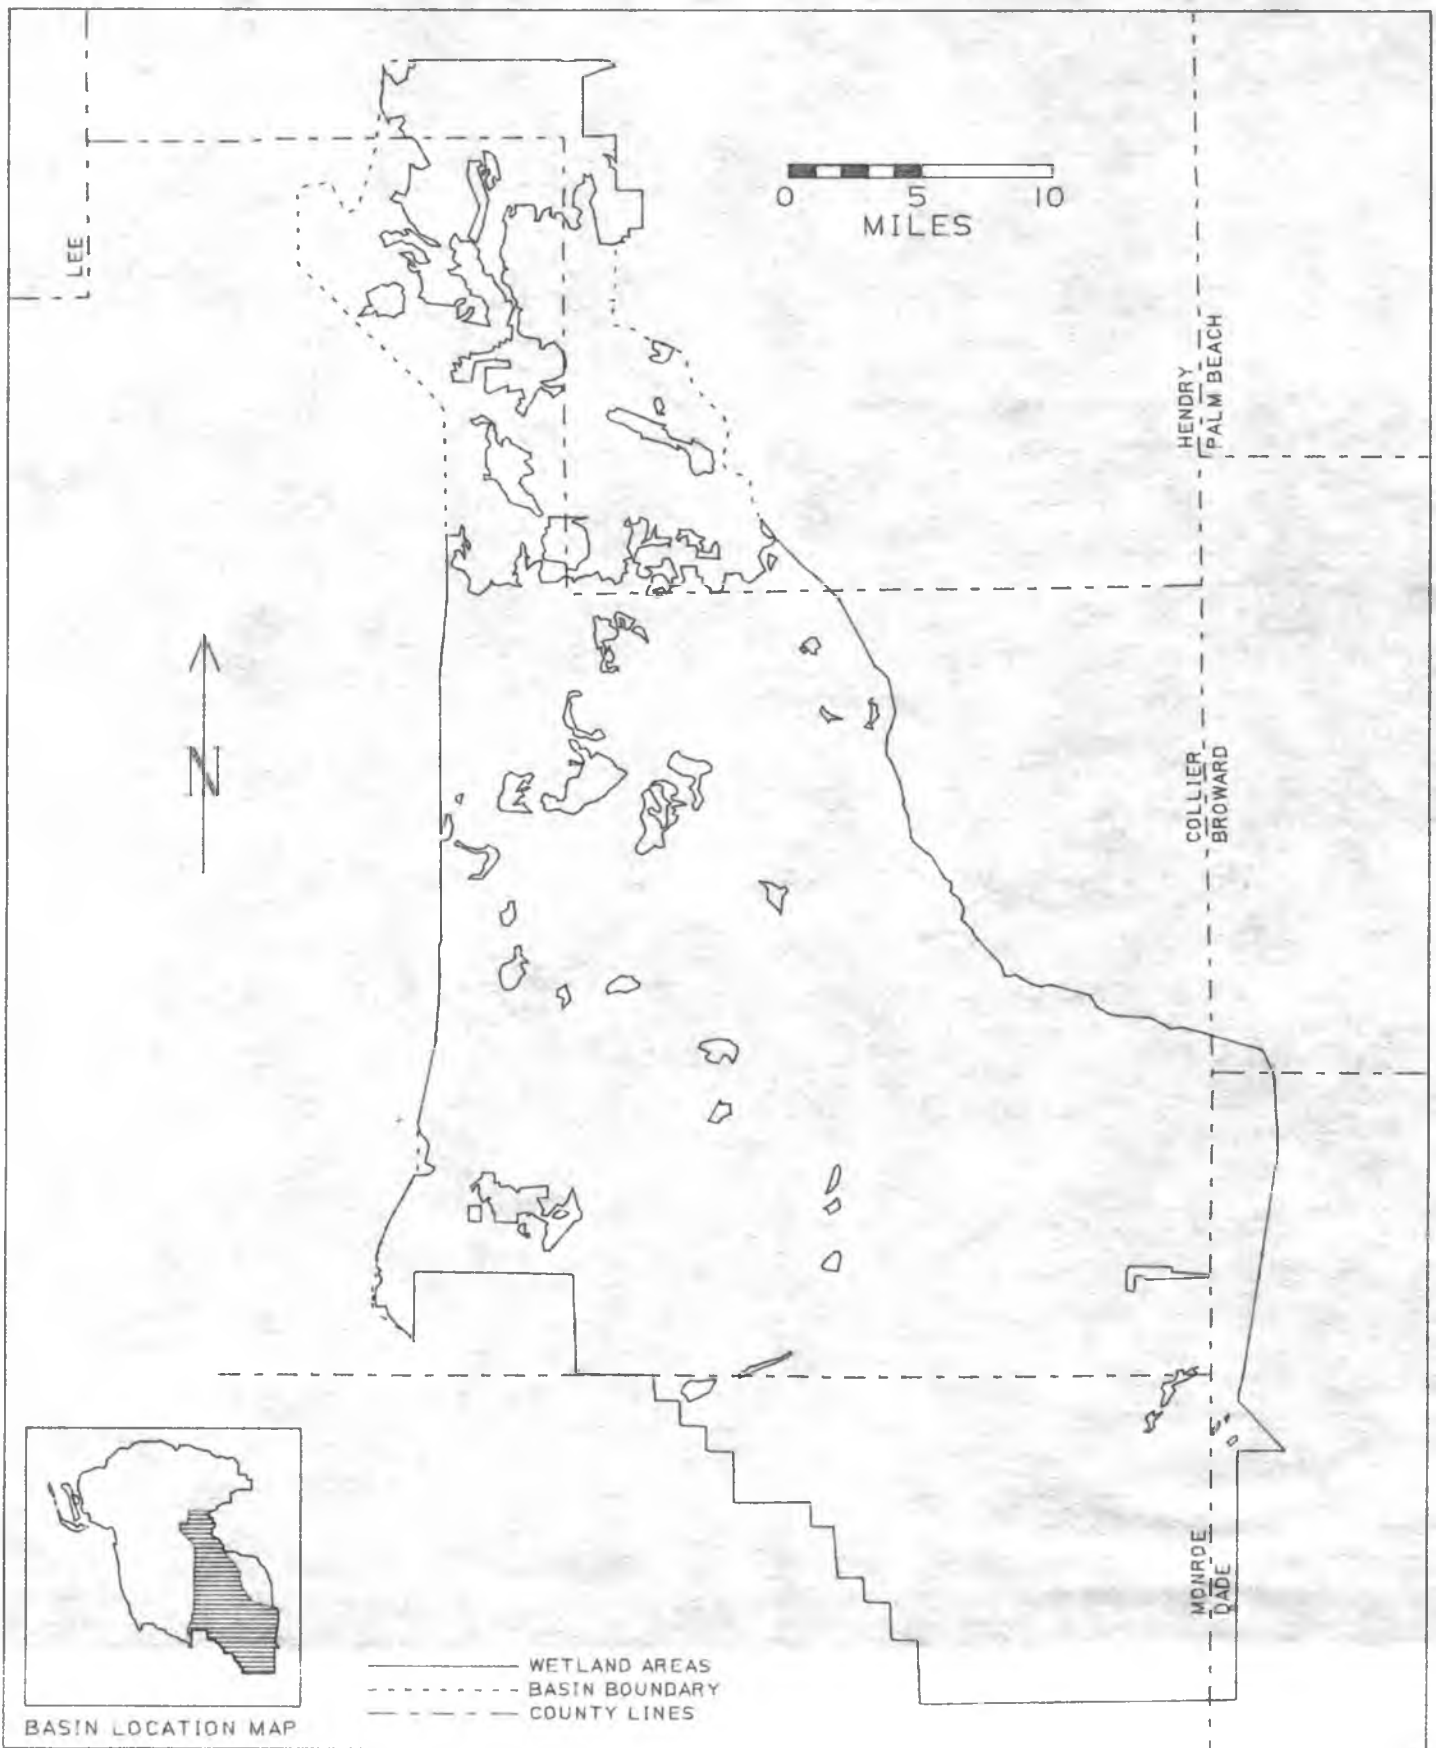 LEE
0 5 10
MILES
HENDRY
PALM BEACH
N
COLLIER
BROWARD
MONROE
DADE
WETLAND AREAS
BASIN BOUNDARY
COUNTY LINES
BASIN LOCATION MAP